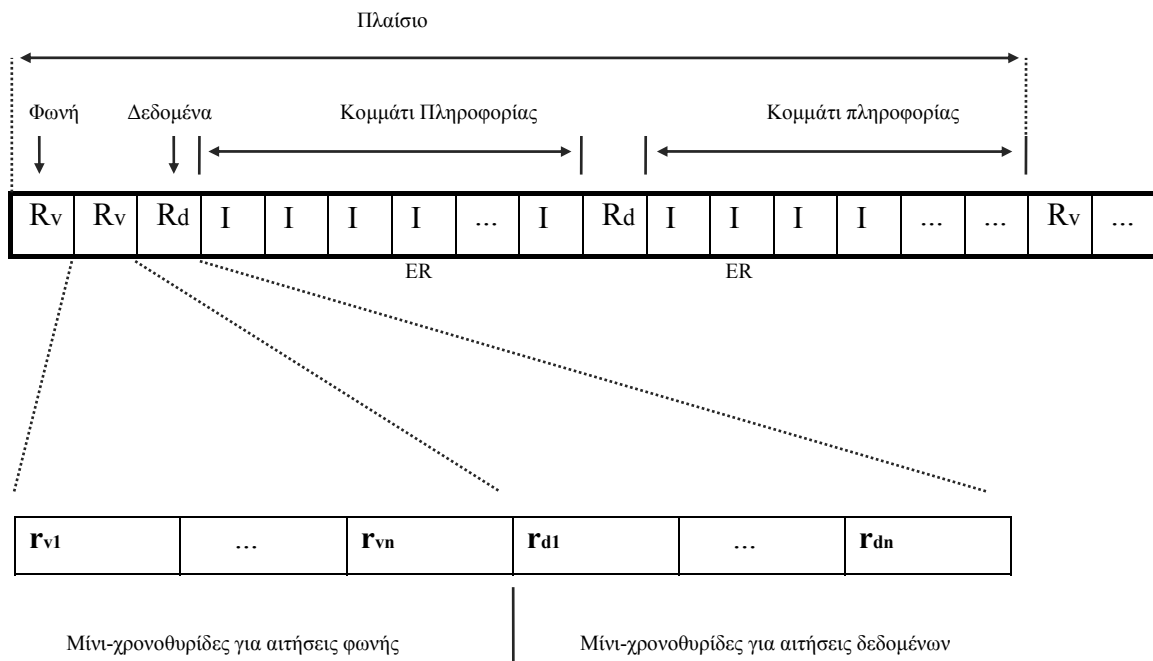 Πλαίσιο
Φωνή Δεδομένα Κομμάτι Πληροφορίας Κομμάτι πληροφορίας
Rv Rv Rd I I I I ... I Rd I I I I ... ... Rv ...
ER ER
rv1 ... rvn rd1 ... rdn
Μίνι-χρονοθυρίδες για αιτήσεις φωνής Μίνι-χρονοθυρίδες για αιτήσεις δεδομένων